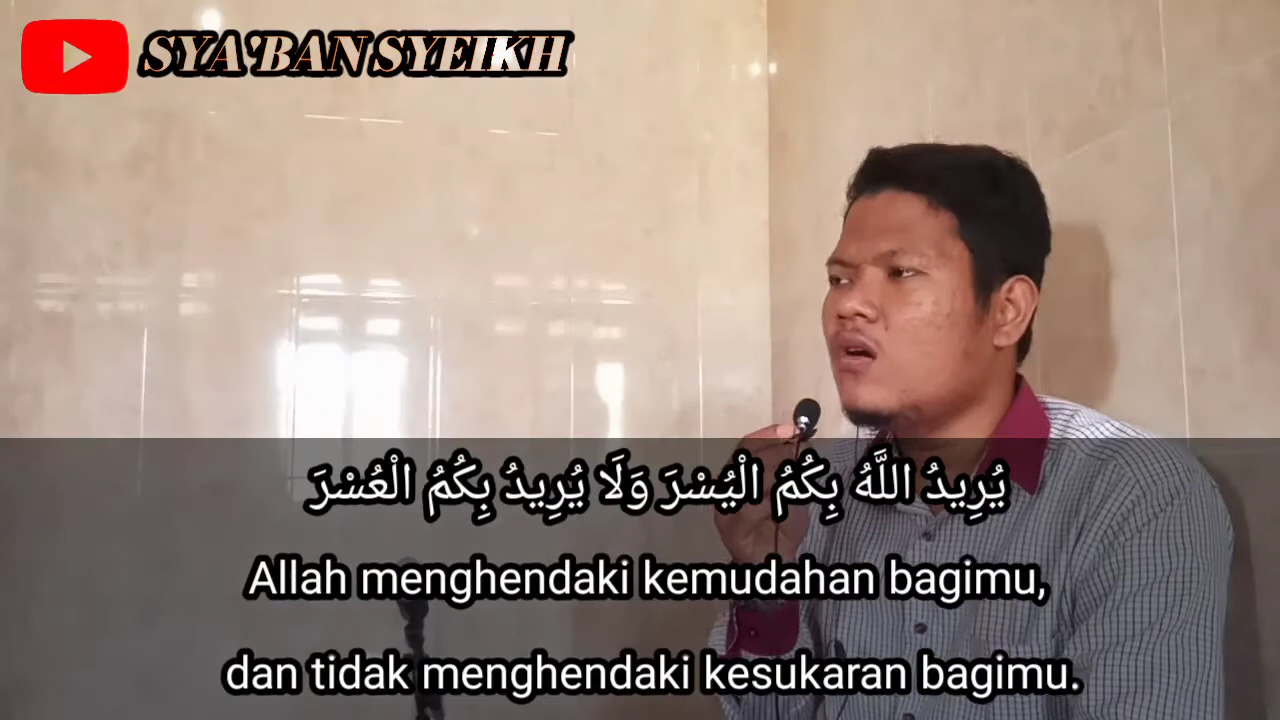 SYA'BAN SYEIKH
يُرِيدُ اللَّهُ بِكُمُ الْيُسْرَ وَلَا يُرِيدُ بِكُمُ الْعُسْرَ
Allah menghendaki kemudahan bagimu,
dan tidak menghendaki kesukaran bagimu.